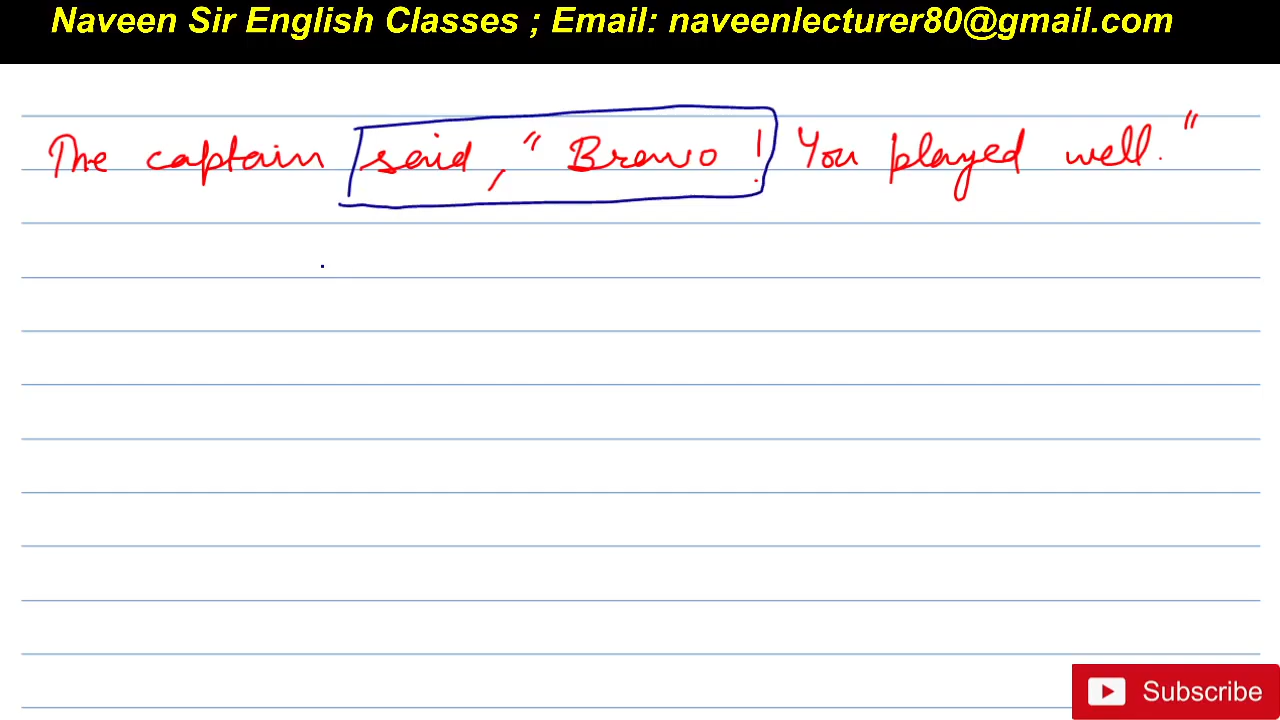 Naveen Sir English Classes ; Email: naveenlecturer80@gmail.com
The captain said, " Bravo ! You played well."
Subscribe